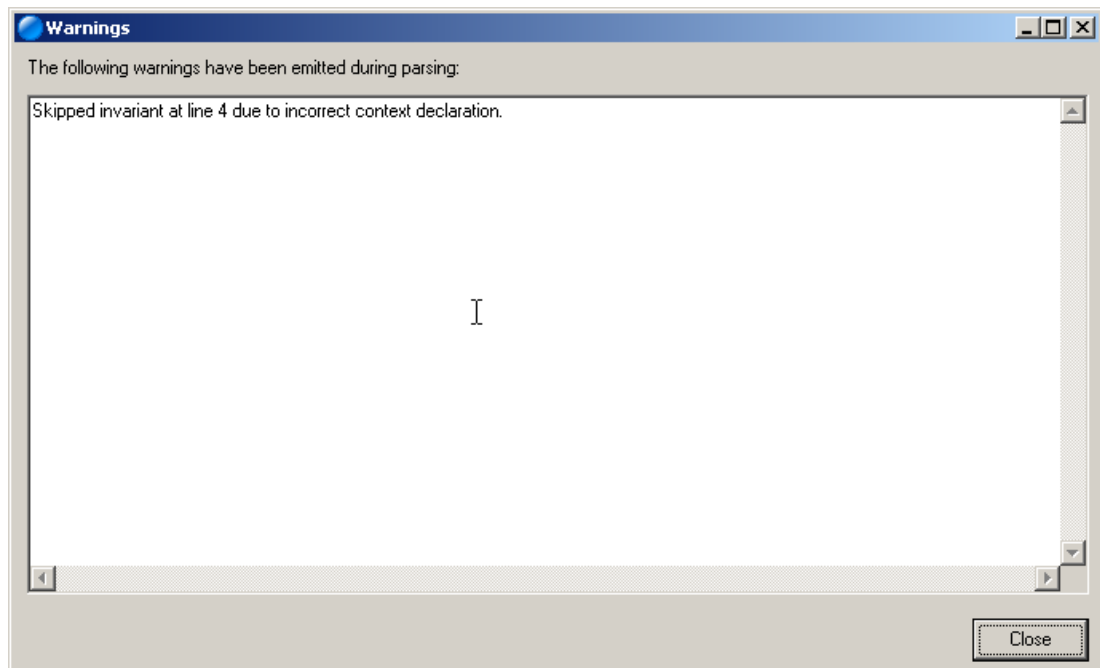 Warnings
The following warnings have been emitted during parsing:
Skipped invariant at line 4 due to incorrect context declaration.
Close